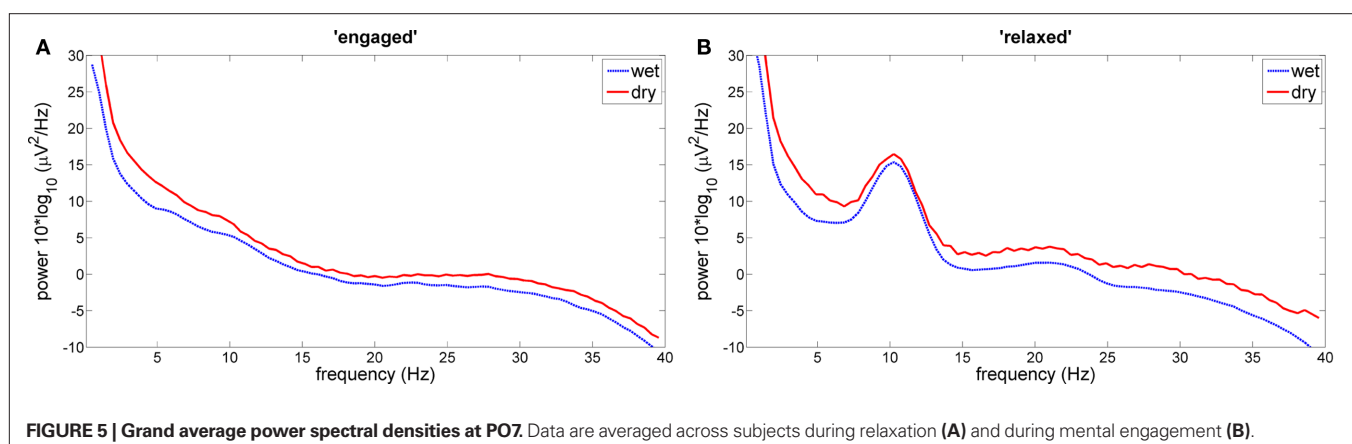 A 'engaged'
30
25
20
15
10
5
0
-5
-10
power 10*log10 (µV2/Hz)
wet
dry
5 10 15 20 25 30 35 40
frequency (Hz)
B 'relaxed'
30
25
20
15
10
5
0
-5
-10
power 10*log10 (µV2/Hz)
wet
dry
5 10 15 20 25 30 35 40
frequency (Hz)
FIGURE 5 | Grand average power spectral densities at PO7. Data are averaged across subjects during relaxation (A) and during mental engagement (B).